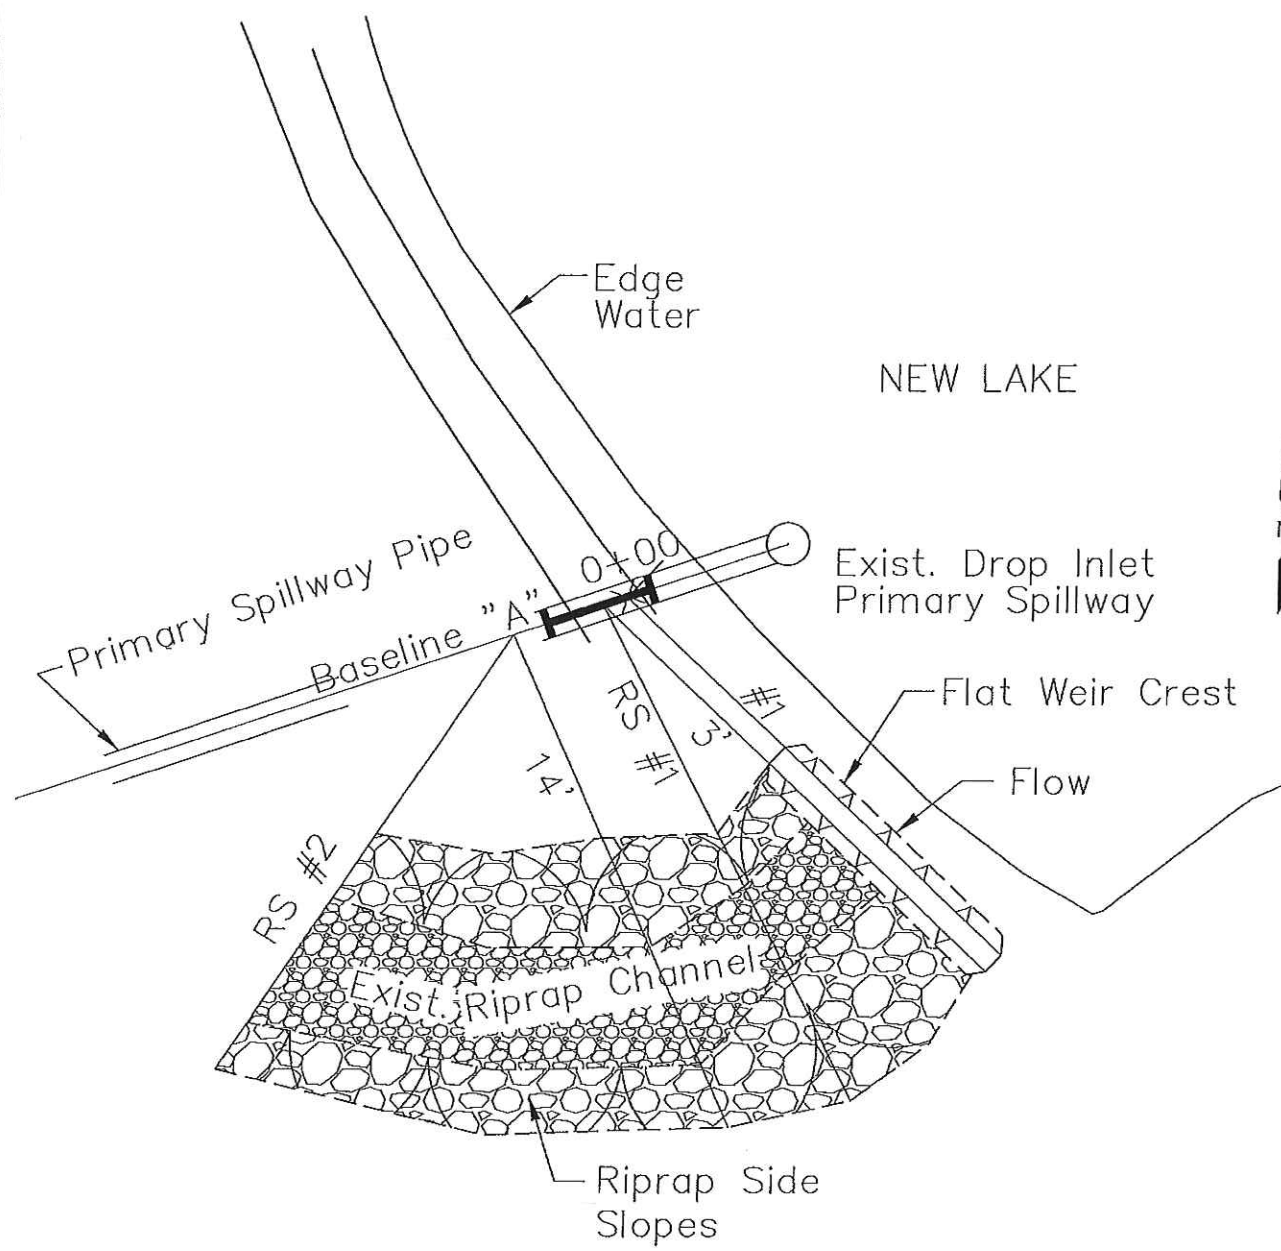 Edge
Water
NEW LAKE
0+00
Primary Spillway Pipe
Exist. Drop Inlet
Primary Spillway
Baseline "A"
RS #1
#1
3'
Flat Weir Crest
14'
Flow
RS #2
Exist. Riprap Channel
Riprap Side
Slopes